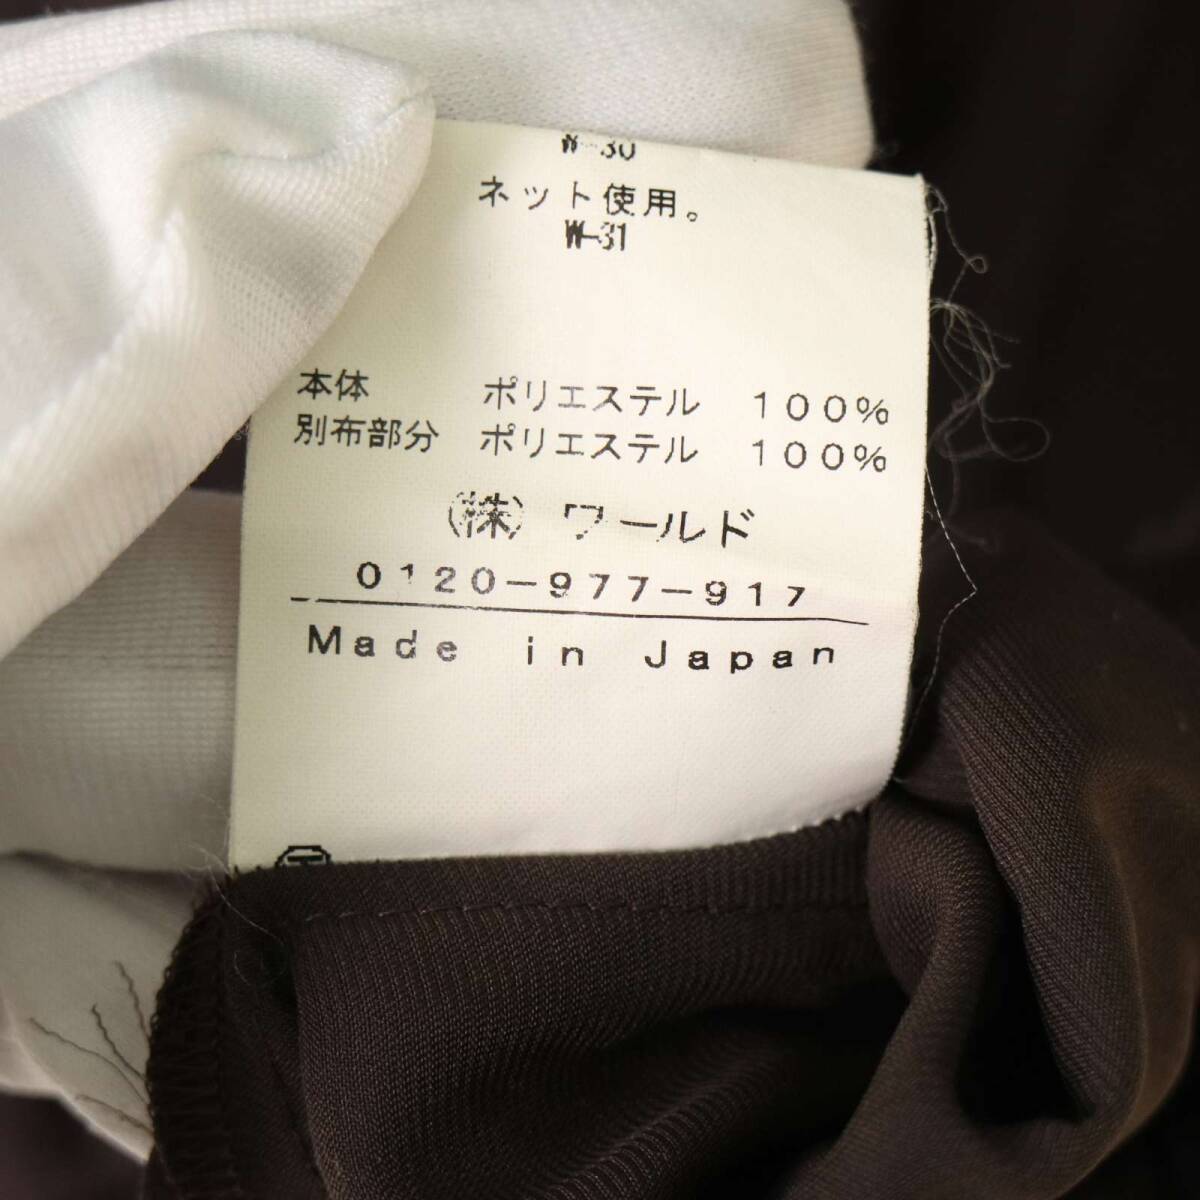 W-30
ネット使用。
W-31
本体 ポリエステル 100%
別布部分 ポリエステル 100%
(株) ワールド
0120-977-917
Made in Japan